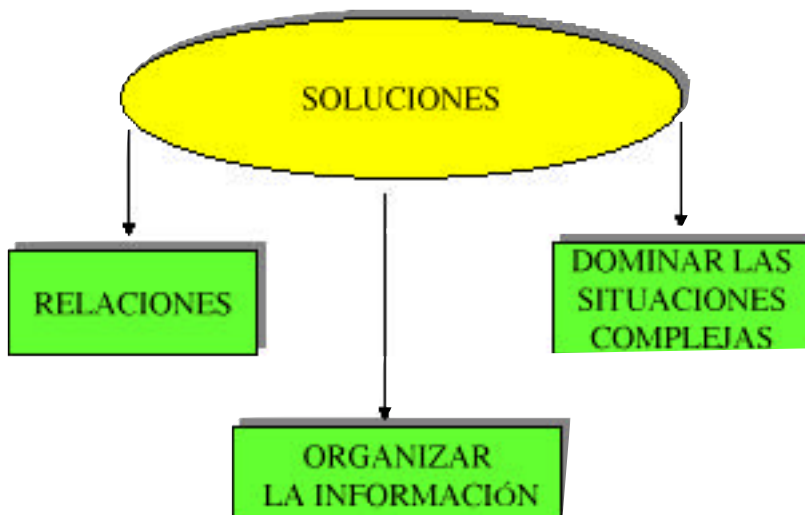 SOLUCIONES
RELACIONES
DOMINAR LAS
SITUACIONES
COMPLEJAS
ORGANIZAR
LA INFORMACIÓN